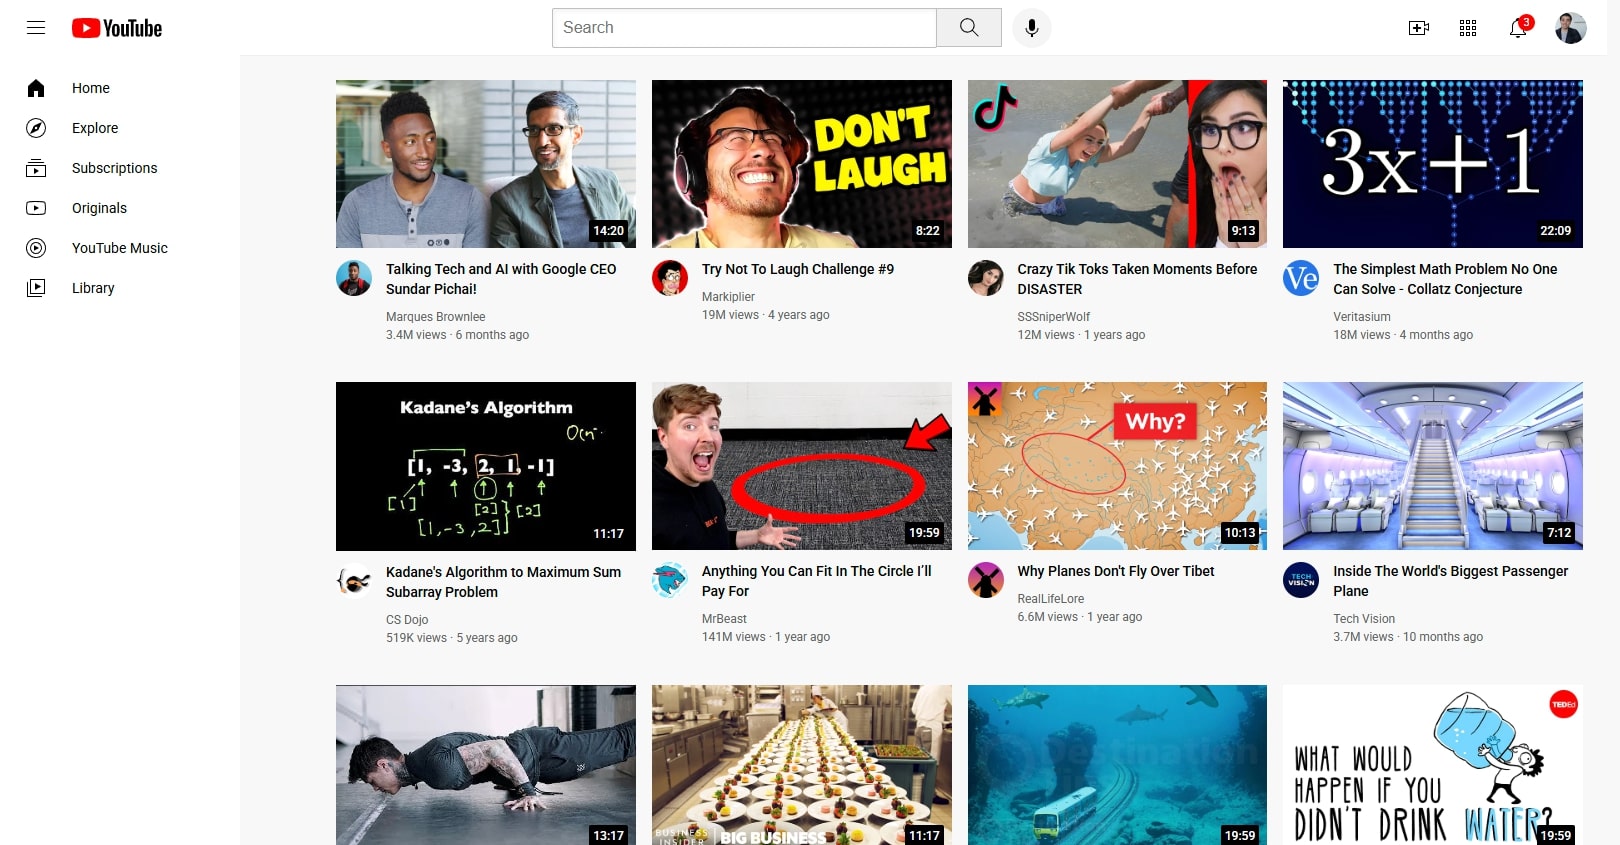 YouTube
Search
3
Home
Explore
Subscriptions
Originals
YouTube Music
Library
14:20
Talking Tech and AI with Google CEO
Sundar Pichai!
Marques Brownlee
3.4M views · 6 months ago
DON'T
LAUGH
8:22
Try Not To Laugh Challenge #9
Markiplier
19M views · 4 years ago
9:13
Crazy Tik Toks Taken Moments Before
DISASTER
SSSniperWolf
12M views · 1 years ago
3x+1
22:09
Ve
The Simplest Math Problem No One
Can Solve - Collatz Conjecture
Veritasium
18M views · 4 months ago
Kadane's Algorithm
[1, -3, 2, 1, -1]
[1]
[2]
[2]
[1, -3, 2]
11:17
Kadane's Algorithm to Maximum Sum
Subarray Problem
CS Dojo
519K views · 5 years ago
19:59
Anything You Can Fit In The Circle I’ll
Pay For
MrBeast
141M views · 1 year ago
Why?
10:13
Why Planes Don't Fly Over Tibet
RealLifeLore
6.6M views · 1 year ago
7:12
TECH
VISION
Inside The World's Biggest Passenger
Plane
Tech Vision
3.7M views · 10 months ago
13:17
BUSINESS
INSIDER
BIG BUSINESS
11:17
19:59
TEDEd
WHAT WOULD
HAPPEN IF YOU
DIDN'T DRINK WATER?
19:59